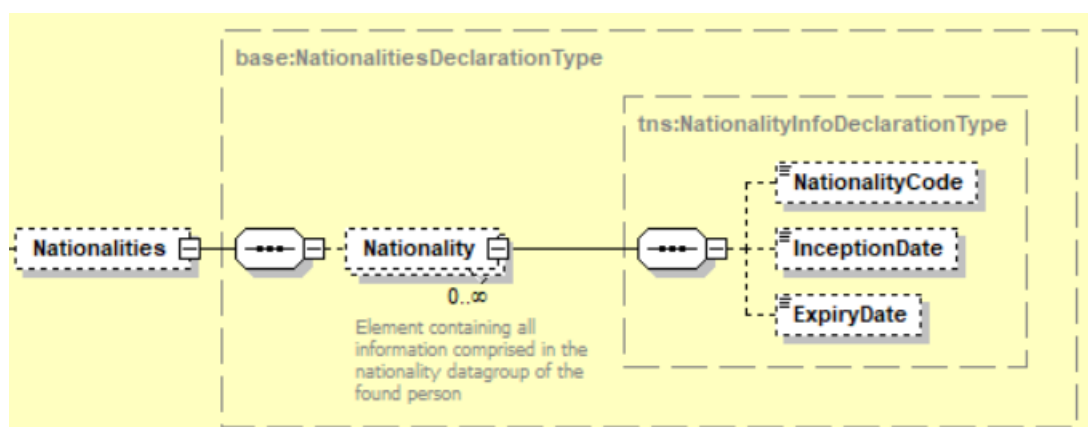 base:NationalitiesDeclarationType
tns:NationalityInfoDeclarationType
NationalityCode
Nationalities
Nationality
InceptionDate
0..∞
ExpiryDate
Element containing all
information comprised in the
nationality datagroup of the
found person